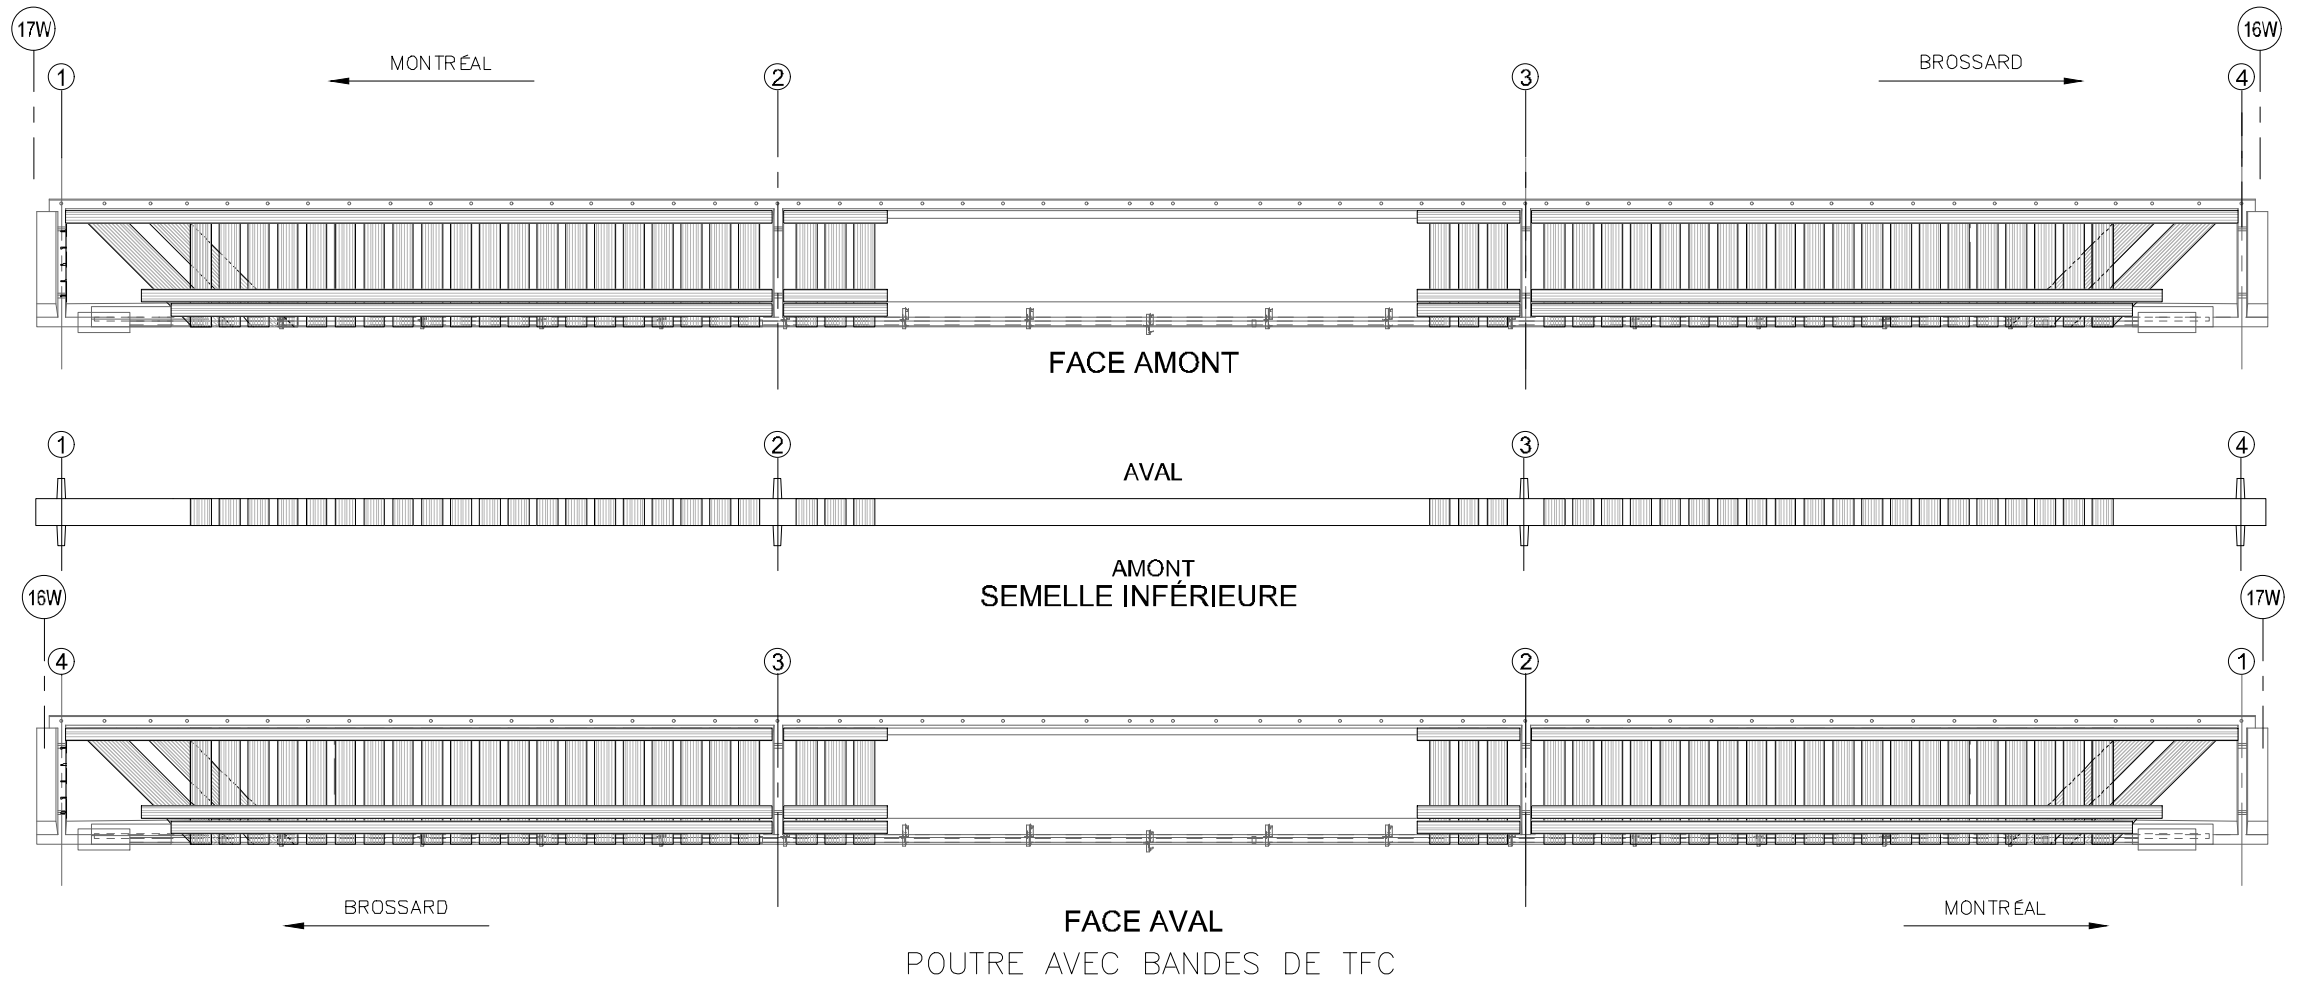 17W 16W
MONTRÉAL BROSSARD
1 2 3 4
FACE AMONT
1 2 3 4
AVAL
AMONT
SEMELLE INFÉRIEURE
16W 17W
4 3 2 1
BROSSARD MONTRÉAL
FACE AVAL
POUTRE AVEC BANDES DE TFC